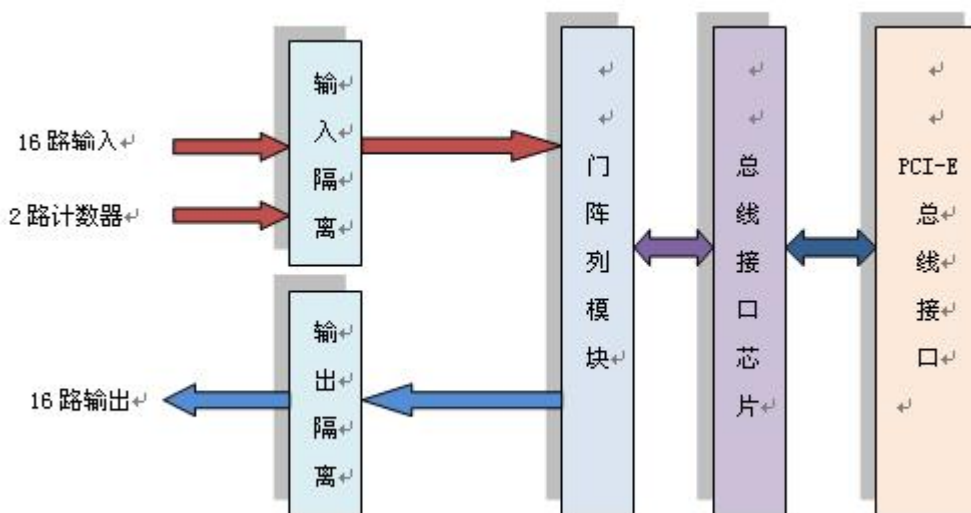 16路输入
2路计数器
16路输出
输入隔离
输出隔离
门阵列模块
总线接口芯片
PCI-E
总线接口